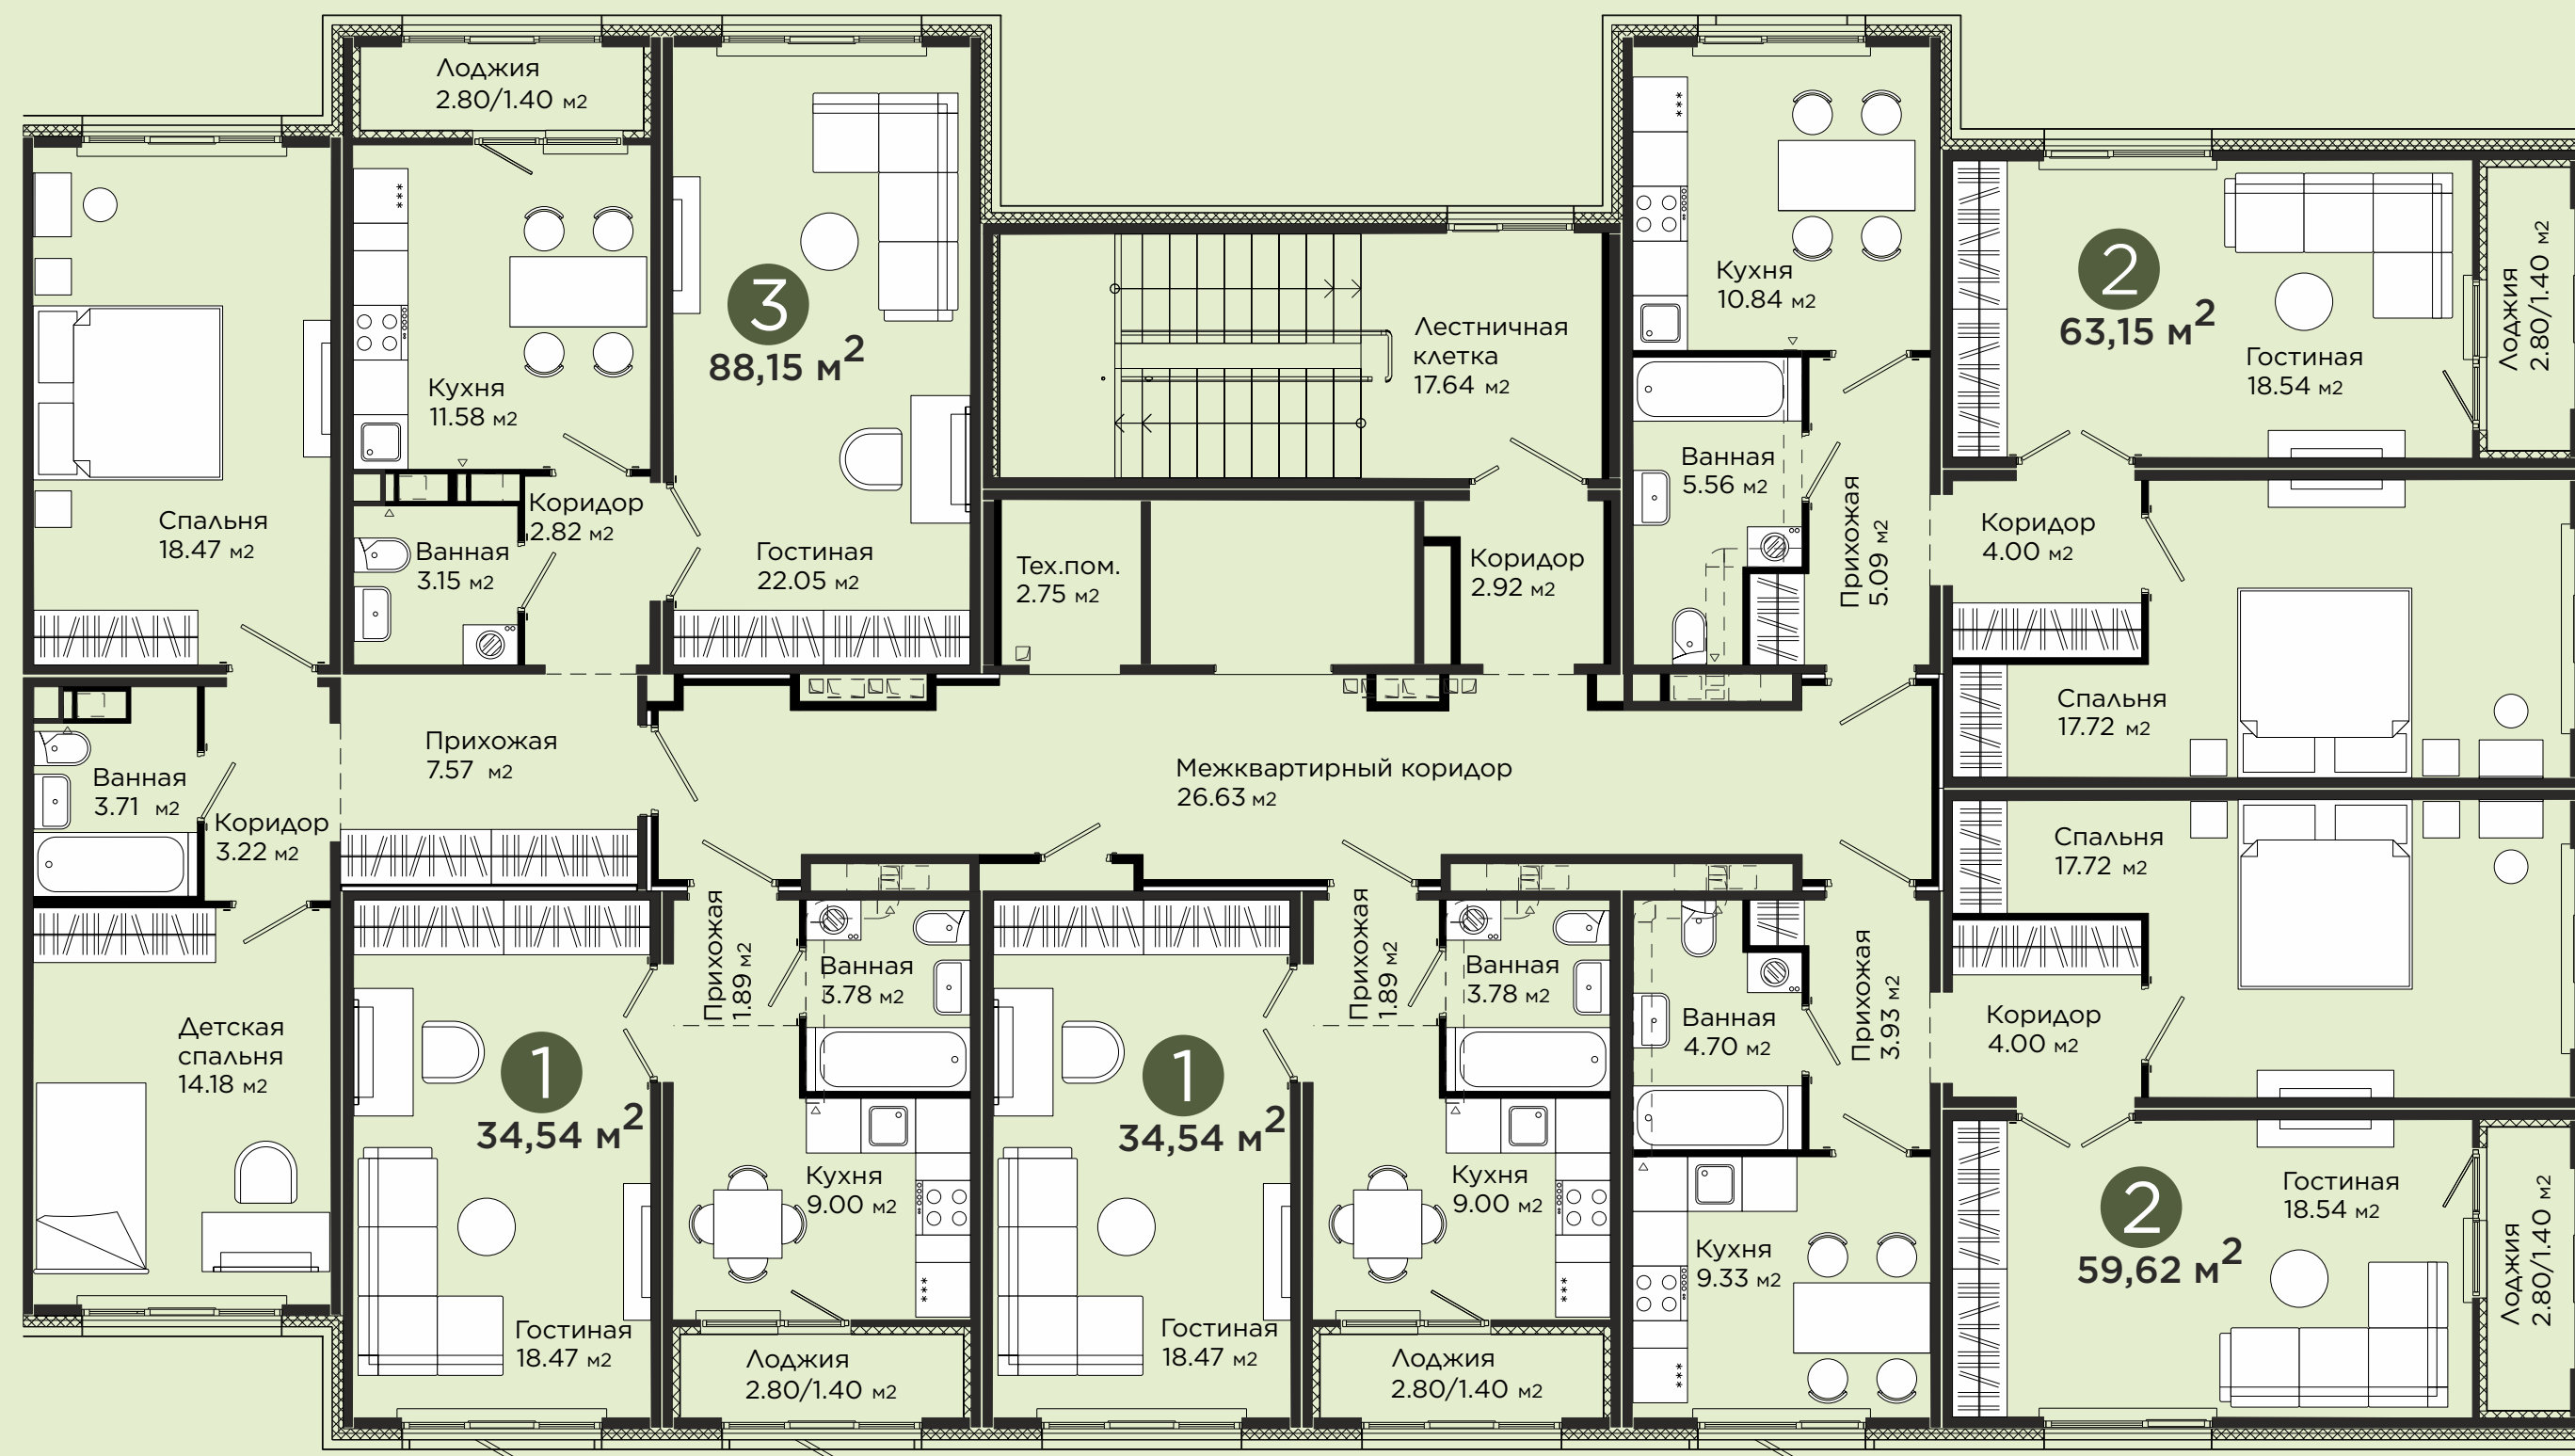 Лоджия
2.80/1.40 м2
Спальня
18.47 м2
Кухня
11.58 м2
Коридор
2.82 м2
Ванная
3.15 м2
3
88,15 м2
Гостиная
22.05 м2
Лестничная
клетка
17.64 м2
Тех.пом.
2.75 м2
Коридор
2.92 м2
Кухня
10.84 м2
Ванная
5.56 м2
Прихожая
5.09 м2
2
63,15 м2
Гостиная
18.54 м2
Лоджия
2.80/1.40 м2
Коридор
4.00 м2
Спальня
17.72 м2
Ванная
3.71 м2
Коридор
3.22 м2
Прихожая
7.57 м2
Межквартирный коридор
26.63 м2
Спальня
17.72 м2
Детская
спальня
14.18 м2
1
34,54 м2
Гостиная
18.47 м2
Прихожая
1.89 м2
Ванная
3.78 м2
Кухня
9.00 м2
Лоджия
2.80/1.40 м2
1
34,54 м2
Гостиная
18.47 м2
Прихожая
1.89 м2
Ванная
3.78 м2
Кухня
9.00 м2
Лоджия
2.80/1.40 м2
Ванная
4.70 м2
Прихожая
3.93 м2
Кухня
9.33 м2
Коридор
4.00 м2
2
59,62 м2
Гостиная
18.54 м2
Лоджия
2.80/1.40 м2